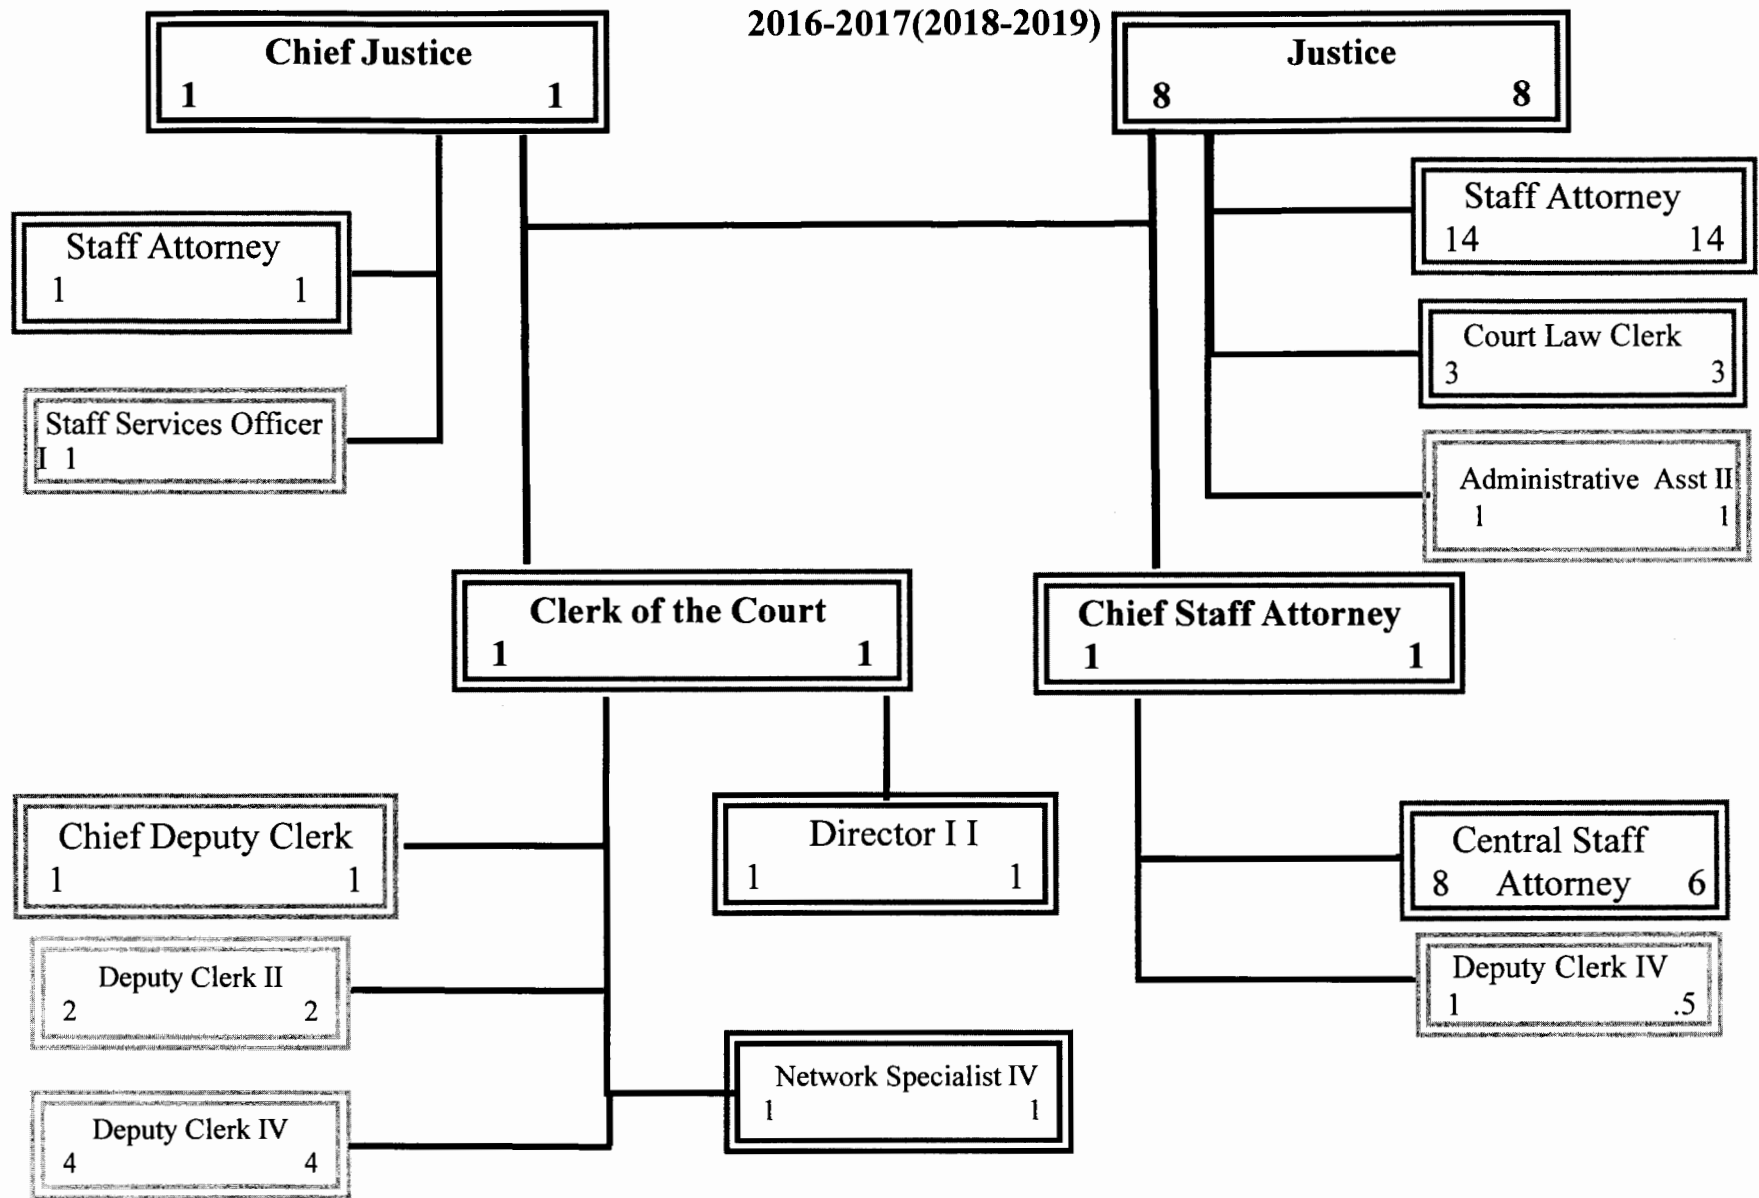 2016-2017(2018-2019)
Chief Justice
1 1
Justice
8 8
Staff Attorney
1 1
Staff Services Officer
I 1
Staff Attorney
14 14
Court Law Clerk
3 3
Administrative Asst II
1 1
Clerk of the Court
1 1
Chief Staff Attorney
1 1
Chief Deputy Clerk
1 1
Director I I
1 1
Deputy Clerk II
2 2
Network Specialist IV
1 1
Deputy Clerk IV
4 4
Central Staff
8 Attorney 6
Deputy Clerk IV
1 .5